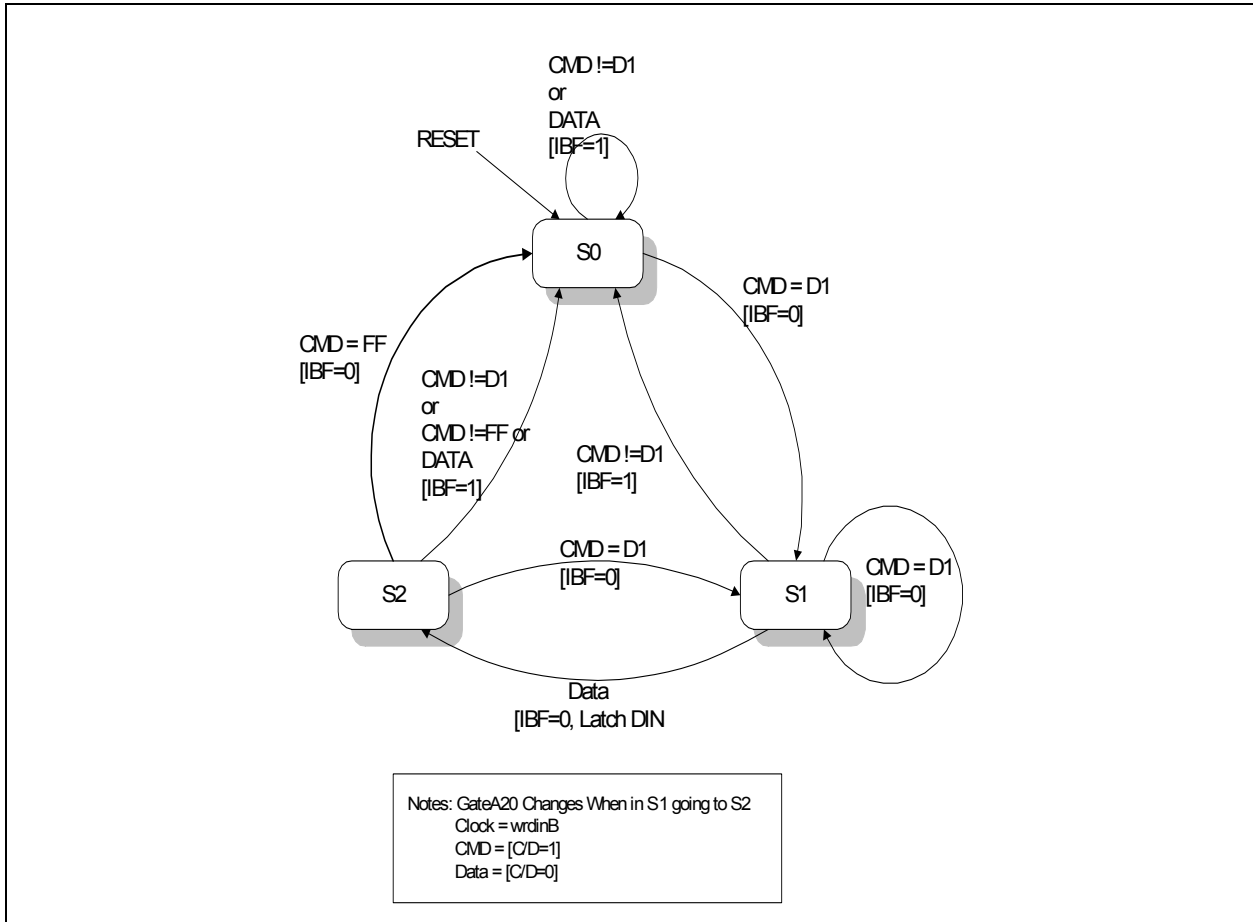 CMD !=D1
or
DATA
[IBF=1]
RESET
S0
CMD = D1
[IBF=0]
CMD = FF
[IBF=0]
CMD !=D1
or
CMD !=FF or
DATA
[IBF=1]
CMD !=D1
[IBF=1]
CMD = D1
[IBF=0]
CMD = D1
[IBF=0]
S2
S1
Data
[IBF=0, Latch DIN
Notes: GateA20 Changes When in S1 going to S2
Clock = wrdinB
CMD = [C/D=1]
Data = [C/D=0]